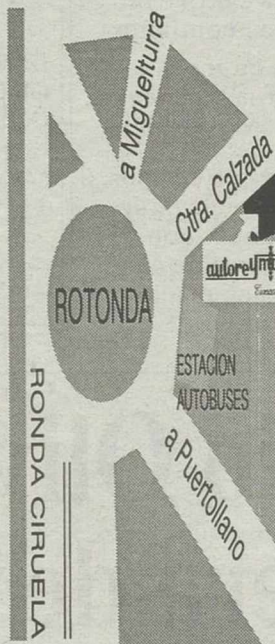 a Miguelturra
Ctra. Calzada
ROTONDA
ESTACION
AUTOBUSES
a Puertollano
RONDA CIRUELA